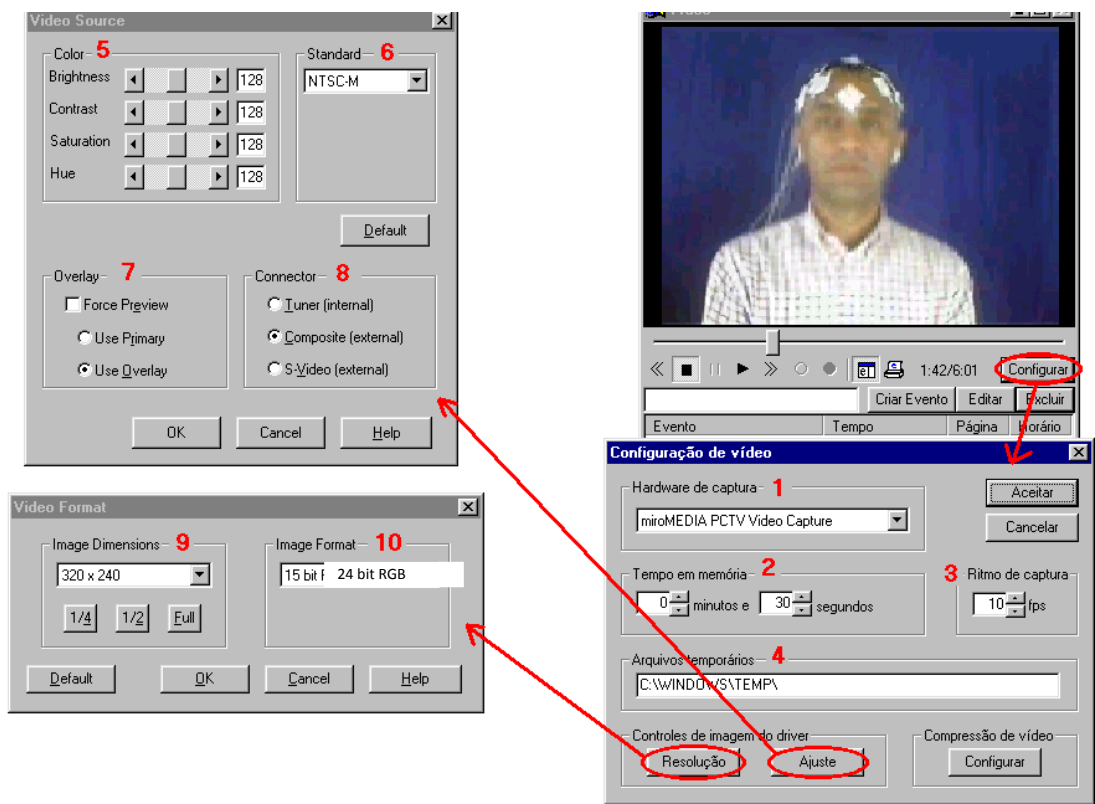 Video Source
Color 5
Brightness 128
Contrast 128
Saturation 128
Hue 128
Standard 6
NTSC-M
Default
Overlay 7
Force Preview
Use Primary
Use Overlay
Connector 8
Tuner (internal)
Composite (external)
S-Video (external)
OK Cancel Help
1:42/6:01 Configurar
Criar Evento Editar Excluir
Evento Tempo Página Horário
Configuração de vídeo
Hardware de captura 1
miroMEDIA PCTV Video Capture
Aceitar
Cancelar
Tempo em memória 2
0 minutos e 30 segundos
3 Ritmo de captura
10 fps
Arquivos temporários 4
C:\WINDOWS\TEMP\
Controles de imagem do driver
Resolução Ajuste
Compressão de vídeo
Configurar
Video Format
Image Dimensions 9
320 x 240
1/4 1/2 Full
Image Format 10
15 bit 24 bit RGB
Default OK Cancel Help